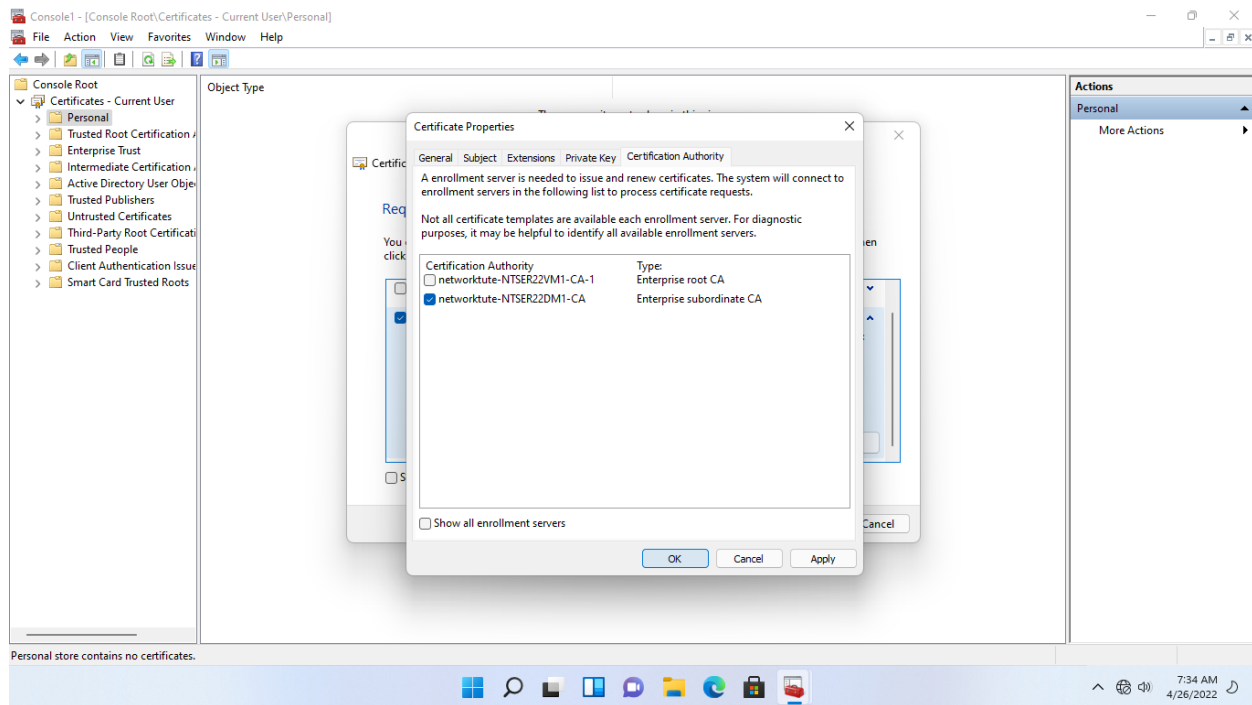 Console1 - [Console Root\Certificates - Current User\Personal]
File Action View Favorites Window Help
Console Root
Certificates - Current User
Personal
Trusted Root Certification
Enterprise Trust
Intermediate Certification
Active Directory User Obje
Trusted Publishers
Untrusted Certificates
Third-Party Root Certificati
Trusted People
Client Authentication Issue
Smart Card Trusted Roots
Object Type
Certific
Req
You
click
en
S
Cancel
Certificate Properties
General Subject Extensions Private Key Certification Authority
A enrollment server is needed to issue and renew certificates. The system will connect to
enrollment servers in the following list to process certificate requests.
Not all certificate templates are available each enrollment server. For diagnostic
purposes, it may be helpful to identify all available enrollment servers.
Certification Authority Type:
networktute-NTSER22VM1-CA-1 Enterprise root CA
networktute-NTSER22DM1-CA Enterprise subordinate CA
Show all enrollment servers
OK Cancel Apply
Actions
Personal
More Actions
Personal store contains no certificates.
7:34 AM
4/26/2022